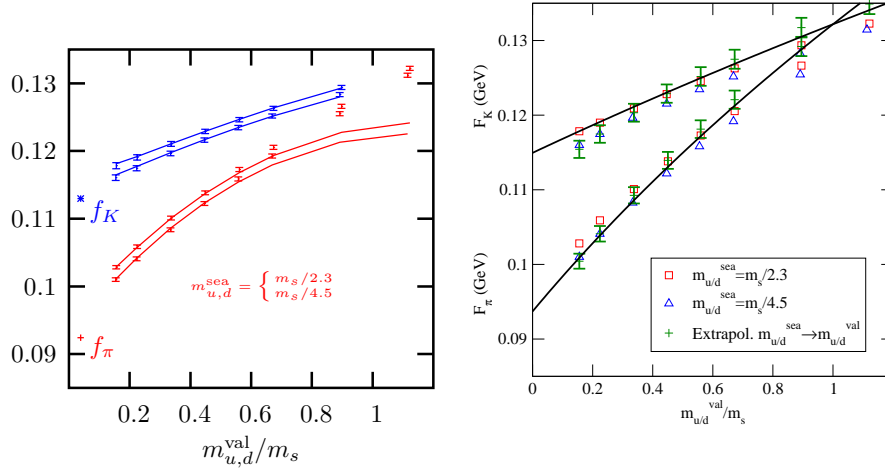 0.13
0.12
0.11
0.1
0.09
f_K
f_π
m_{u,d}^{sea} = { m_s/2.3
m_s/4.5
0.2 0.4 0.6 0.8 1
m_{u,d}^{val}/m_s
F_K (GeV)
F_π (GeV)
0.13
0.12
0.11
0.1
0.09
m_{u/d}^{sea}=m_s/2.3
m_{u/d}^{sea}=m_s/4.5
Extrapol. m_{u/d}^{sea}→m_{u/d}^{val}
0 0.2 0.4 0.6 0.8 1
m_{u/d}^{val}/m_s